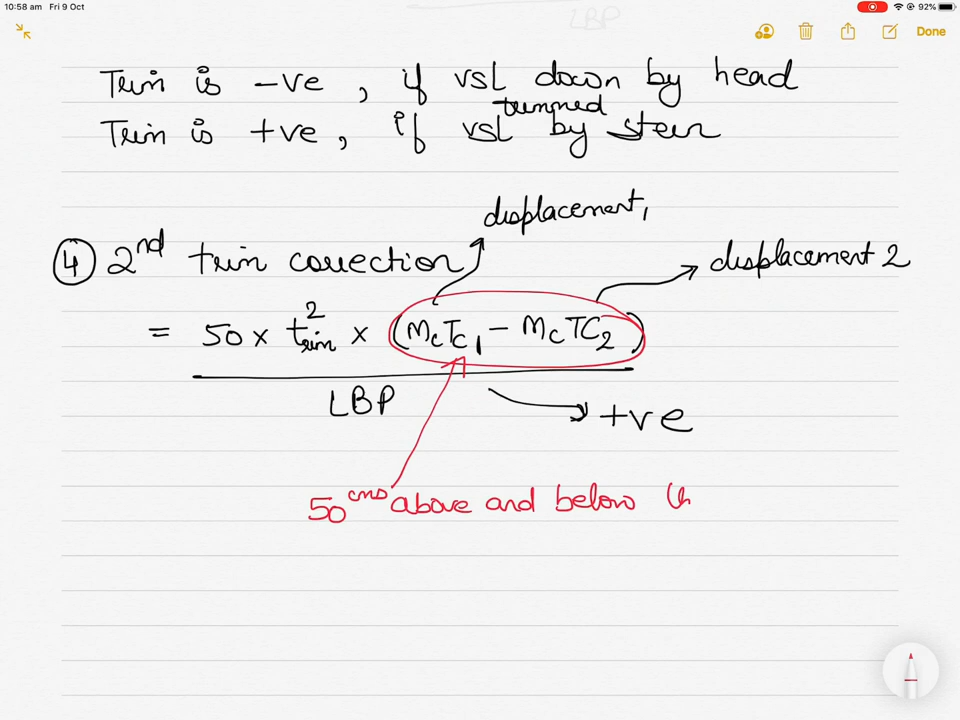 10:58 am Fri 9 Oct
92%
LBP
Done
Trim is -ve, if vsl down by head
Trim is +ve, if vsl trimmed by stern
④ 2nd trim correction
displacement 1
displacement 2
= 50 x trim² x (MCTC1 - MCTC2)
LBP
+ve
50 cms above and below